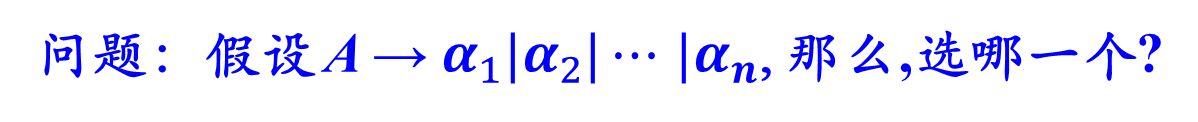 问题：假设A → α₁|α₂| ⋯ |αₙ, 那么,选哪一个?